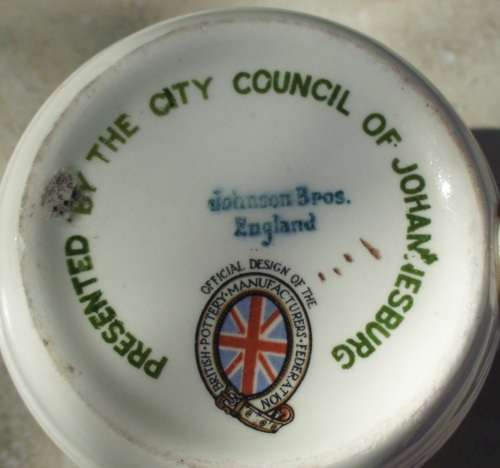 PRESENTED BY THE CITY COUNCIL OF JOHANNESBURG
Johnson Bros.
England
OFFICIAL DESIGN OF THE
BRITISH · POTTERY · MANUFACTURERS · FEDERATION